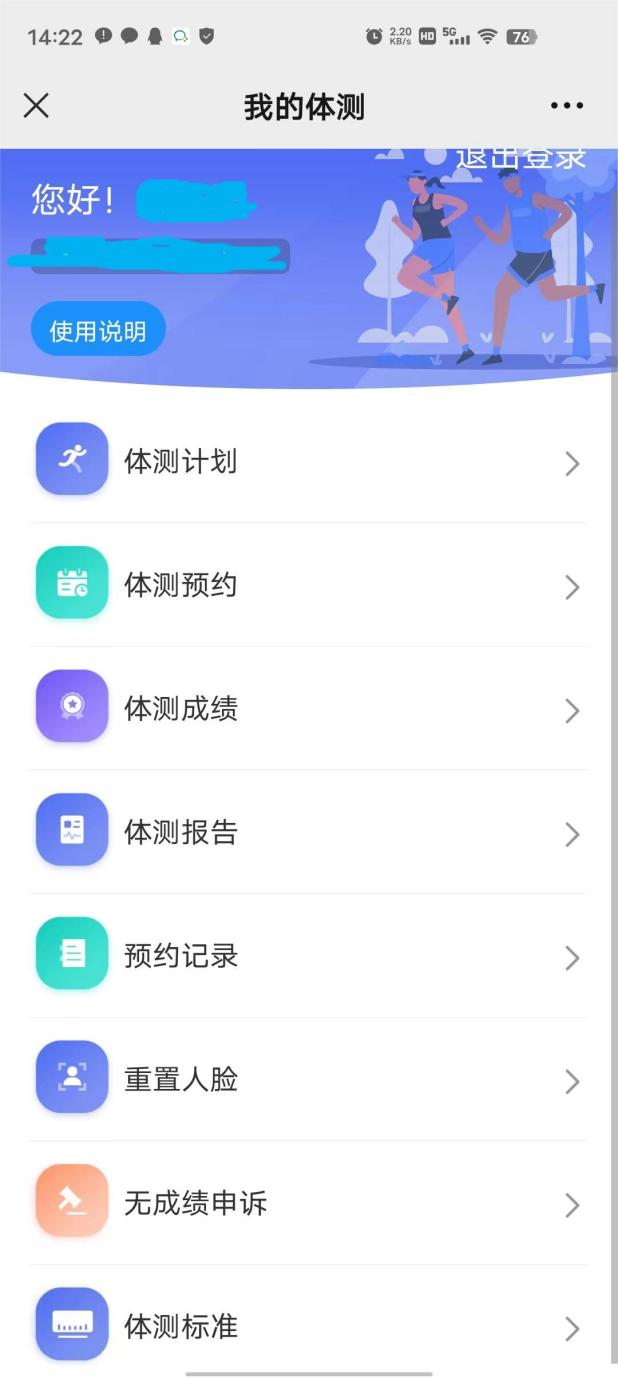 14:22
2.20
KB/s
HD
5G
76
我的体测
退出登录
您好！
使用说明
体测计划
体测预约
体测成绩
体测报告
预约记录
重置人脸
无成绩申诉
体测标准